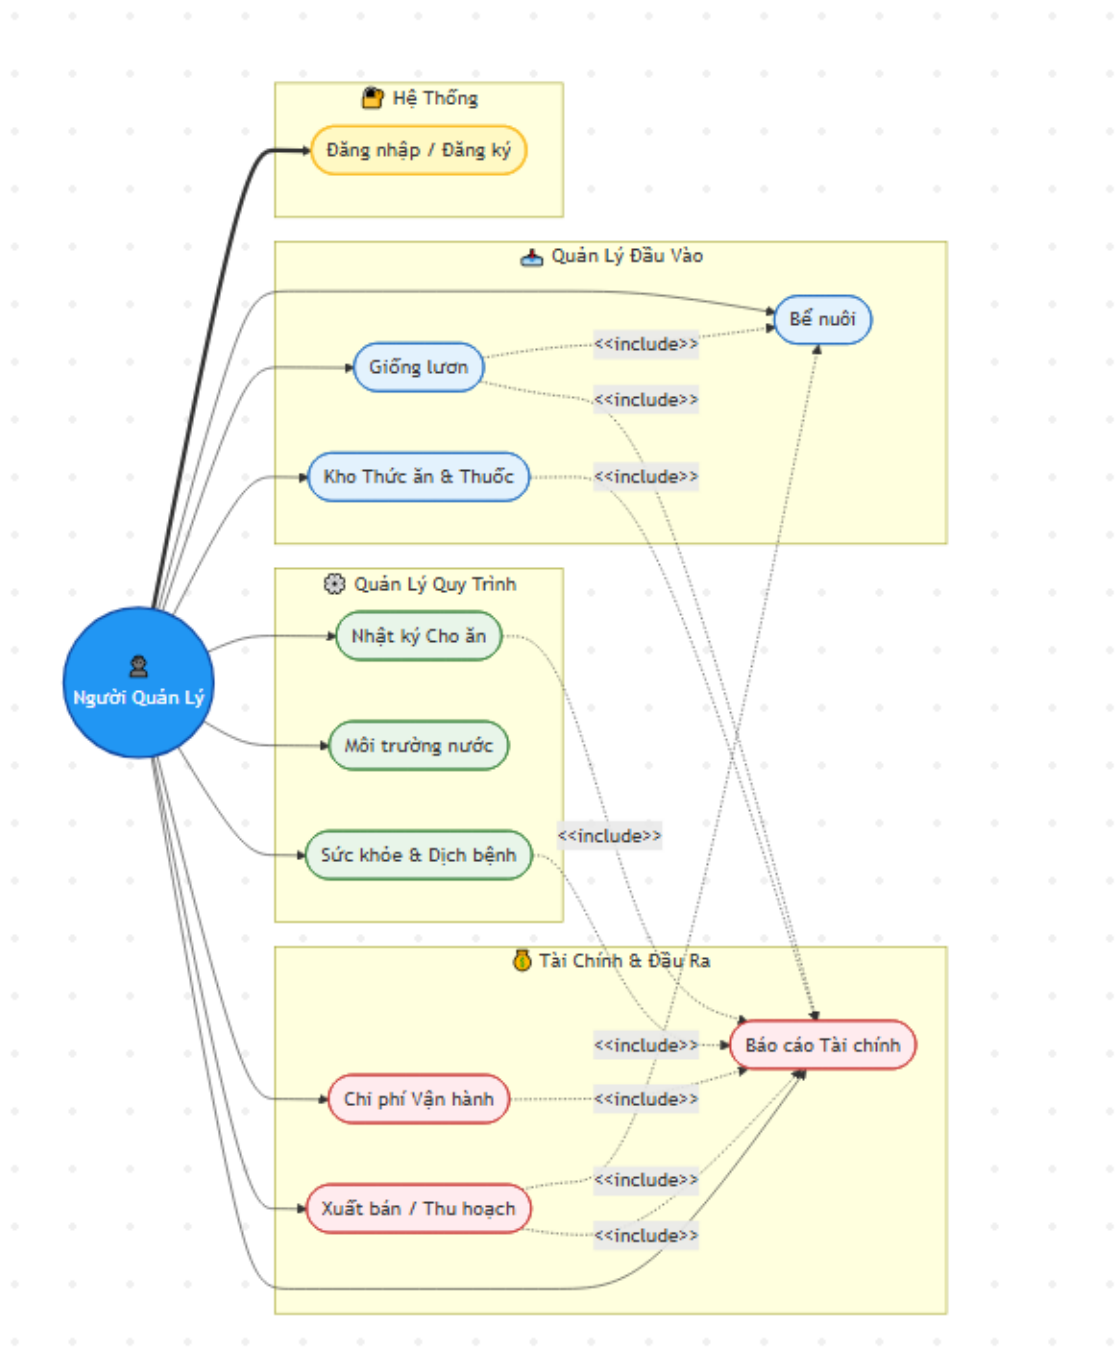 Hệ Thống
Đăng nhập / Đăng ký
Quản Lý Đầu Vào
Bể nuôi
<<include>>
Giống lươn
<<include>>
Kho Thức ăn & Thuốc
<<include>>
Quản Lý Quy Trình
Nhật ký Cho ăn
Người Quản Lý
Môi trường nước
<<include>>
Sức khỏe & Dịch bệnh
Tài Chính & Đầu Ra
<<include>>
Báo cáo Tài chính
Chi phí Vận hành
<<include>>
<<include>>
Xuất bán / Thu hoạch
<<include>>